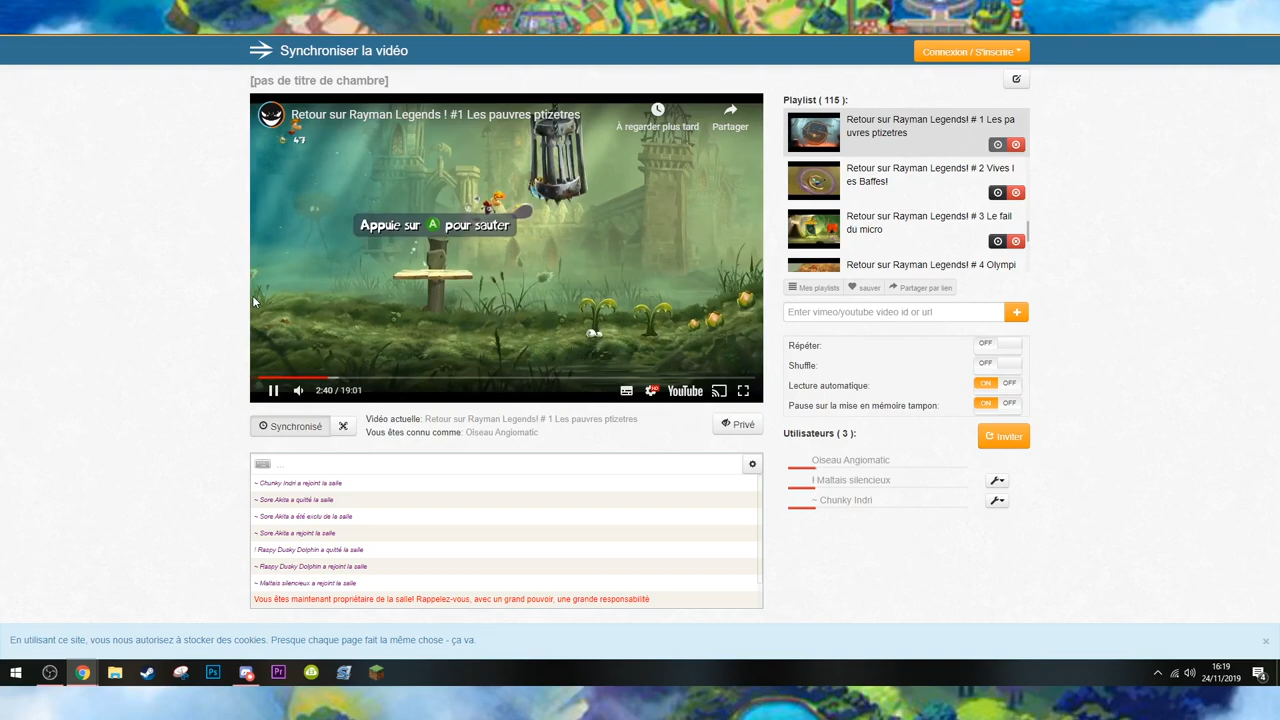 Synchroniser la vidéo
Connexion / S'inscrire
[pas de titre de chambre]
Retour sur Rayman Legends ! #1 Les pauvres ptizetres
À regarder plus tard
Partager
47
Appuie sur A pour sauter
2:40 / 19:01
HD
YouTube
Playlist ( 115 ):
Retour sur Rayman Legends! # 1 Les pa
uvres ptizetres
Retour sur Rayman Legends! # 2 Vives l
es Baffes!
Retour sur Rayman Legends! # 3 Le fail
du micro
Retour sur Rayman Legends! # 4 Olympi
Mes playlists
sauver
Partager par lien
Enter vimeo/youtube video id or url
+
Répéter:
OFF
Shuffle:
OFF
Lecture automatique:
ON OFF
Pause sur la mise en mémoire tampon:
ON OFF
Synchronisé
Vidéo actuelle: Retour sur Rayman Legends! # 1 Les pauvres ptizetres
Vous êtes connu comme: Oiseau Angiomatic
Privé
Utilisateurs ( 3 ):
Inviter
Oiseau Angiomatic
! Maltais silencieux
~ Chunky Indri
...
~ Chunky Indri a rejoint la salle
~ Sore Akita a quitté la salle
~ Sore Akita a été exclu de la salle
~ Sore Akita a rejoint la salle
! Raspy Dusky Dolphin a quitté la salle
~ Raspy Dusky Dolphin a rejoint la salle
~ Maltais silencieux a rejoint la salle
Vous êtes maintenant propriétaire de la salle! Rappelez-vous, avec un grand pouvoir, une grande responsabilité
En utilisant ce site, vous nous autorisez à stocker des cookies. Presque chaque page fait la même chose - ça va.
×
Ps
Pr
16:19
24/11/2019
4